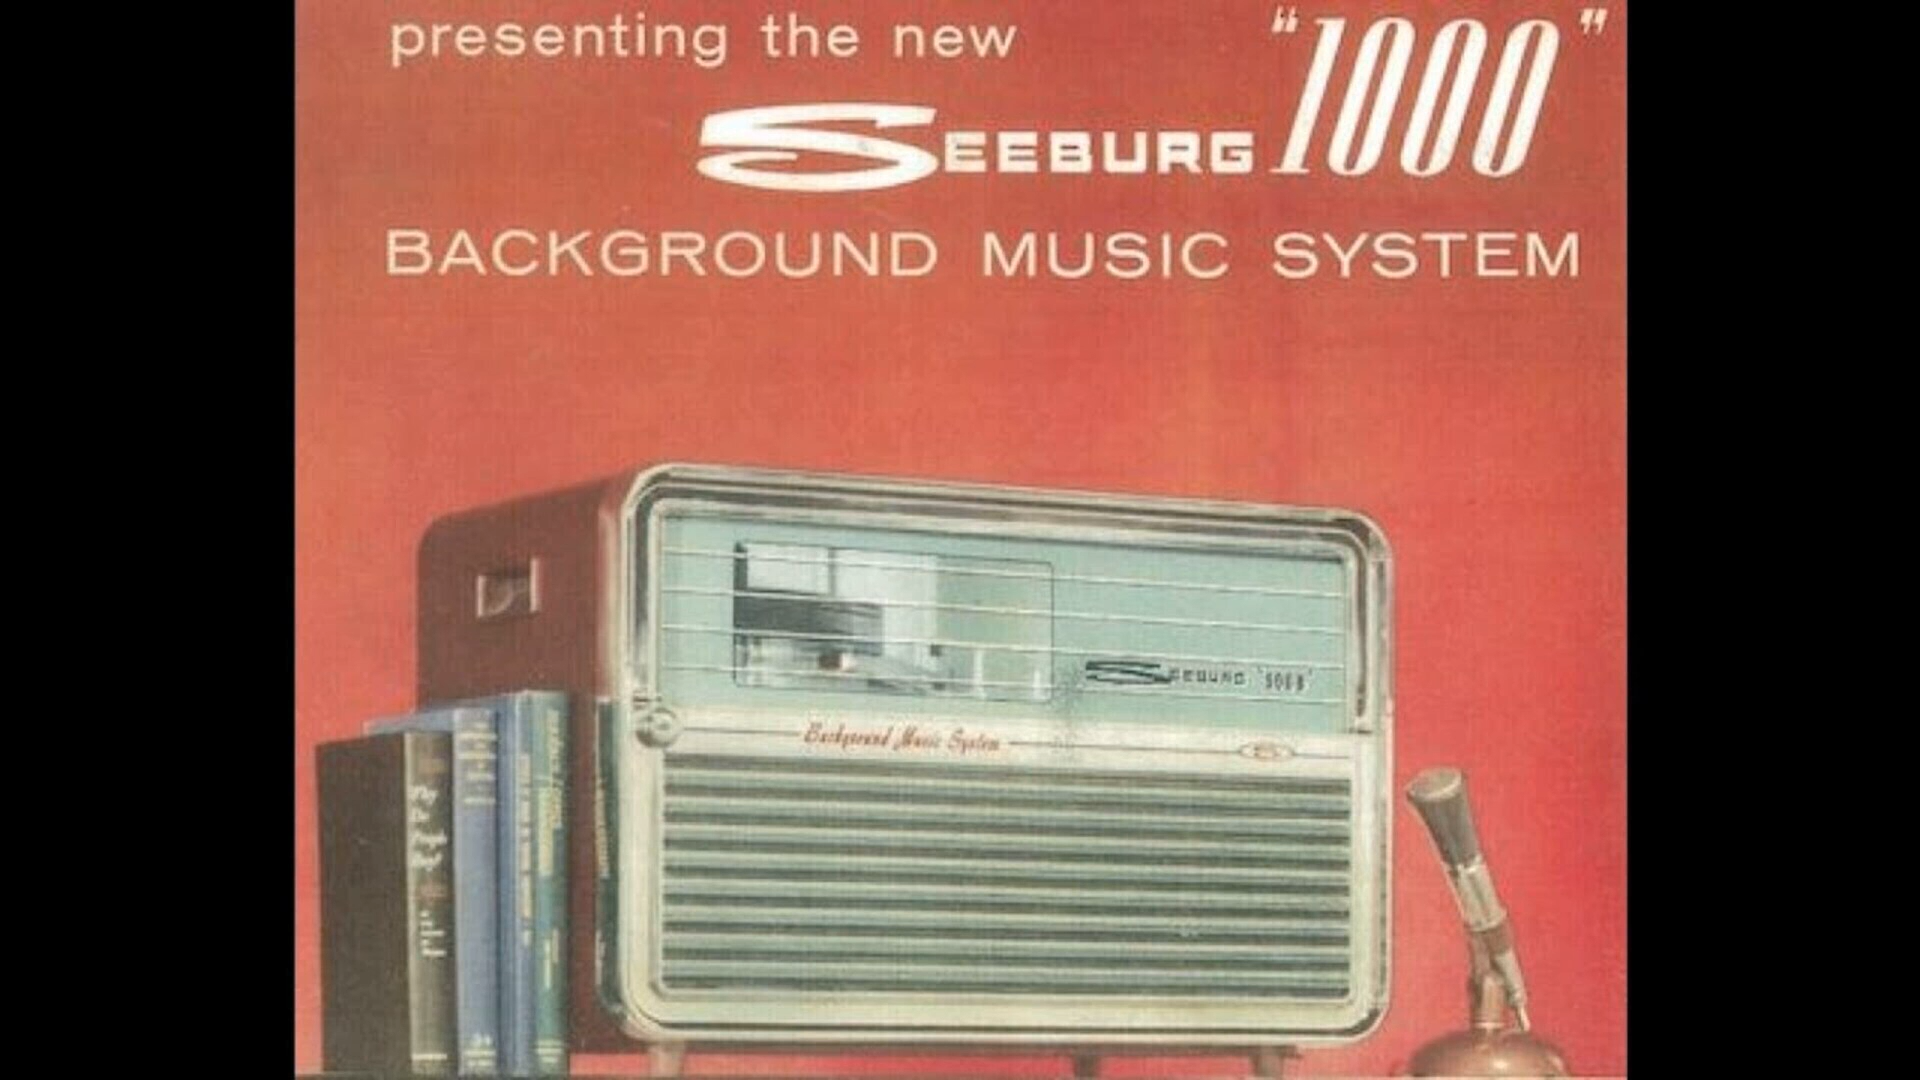 presenting the new
SEEBURG "1000"
BACKGROUND MUSIC SYSTEM
SEEBURG
Background Music System